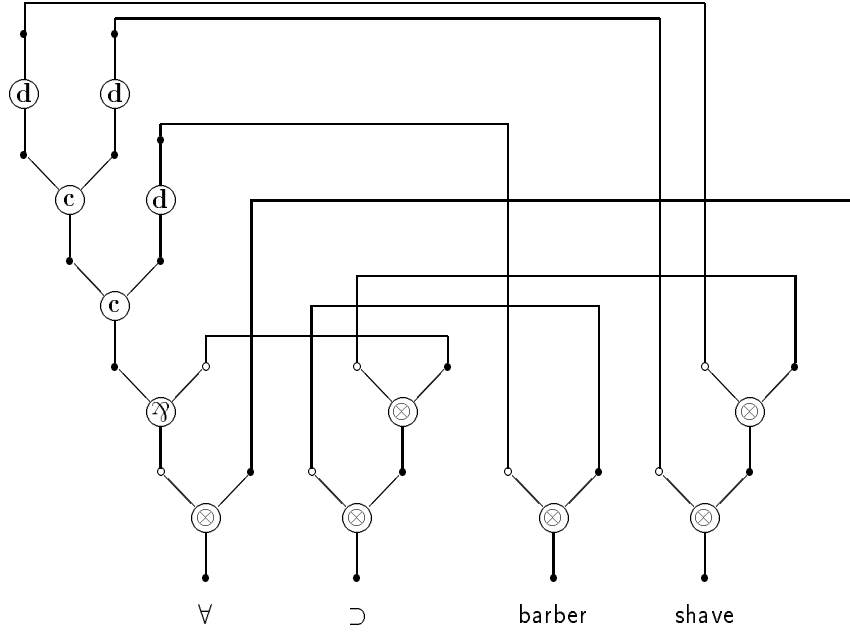 d d
c d
c
⅋ ⊗ ⊗
⊗ ⊗ ⊗ ⊗
∀ ⊃ barber shave